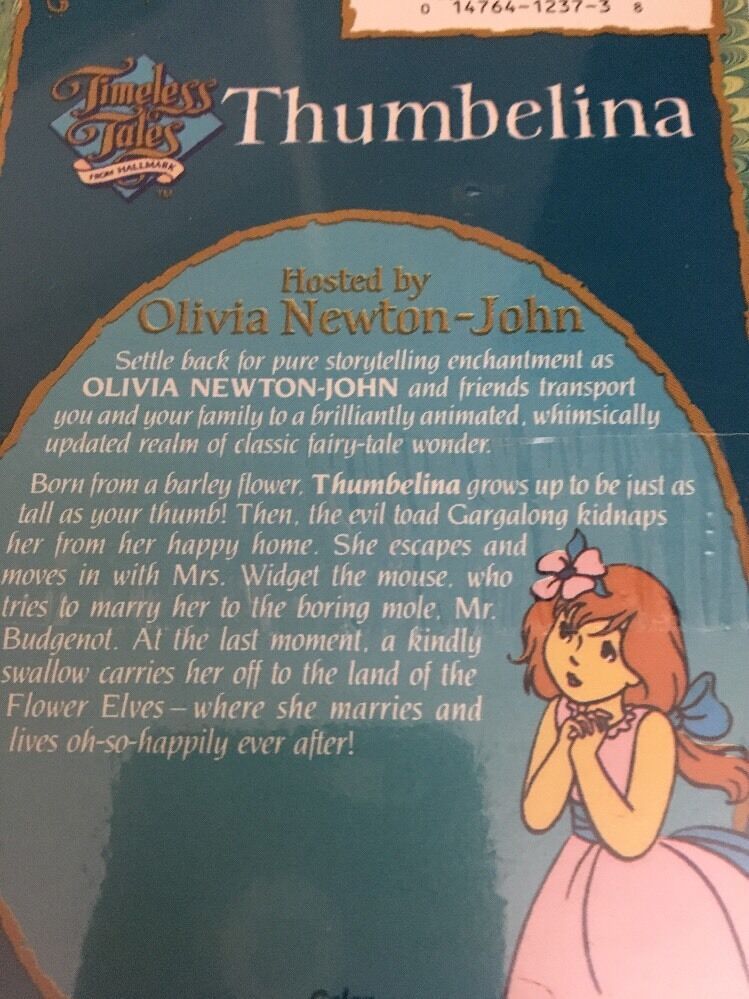 0 14764-1237-3 8
Timeless
Tales
FROM HALLMARK
TM
Thumbelina
Hosted by
Olivia Newton-John
Settle back for pure storytelling enchantment as
OLIVIA NEWTON-JOHN and friends transport
you and your family to a brilliantly animated, whimsically
updated realm of classic fairy-tale wonder.
Born from a barley flower, Thumbelina grows up to be just as
tall as your thumb! Then, the evil toad Gargalong kidnaps
her from her happy home. She escapes and
moves in with Mrs. Widget the mouse, who
tries to marry her to the boring mole, Mr.
Budgenot. At the last moment, a kindly
swallow carries her off to the land of the
Flower Elves – where she marries and
lives oh-so-happily ever after!